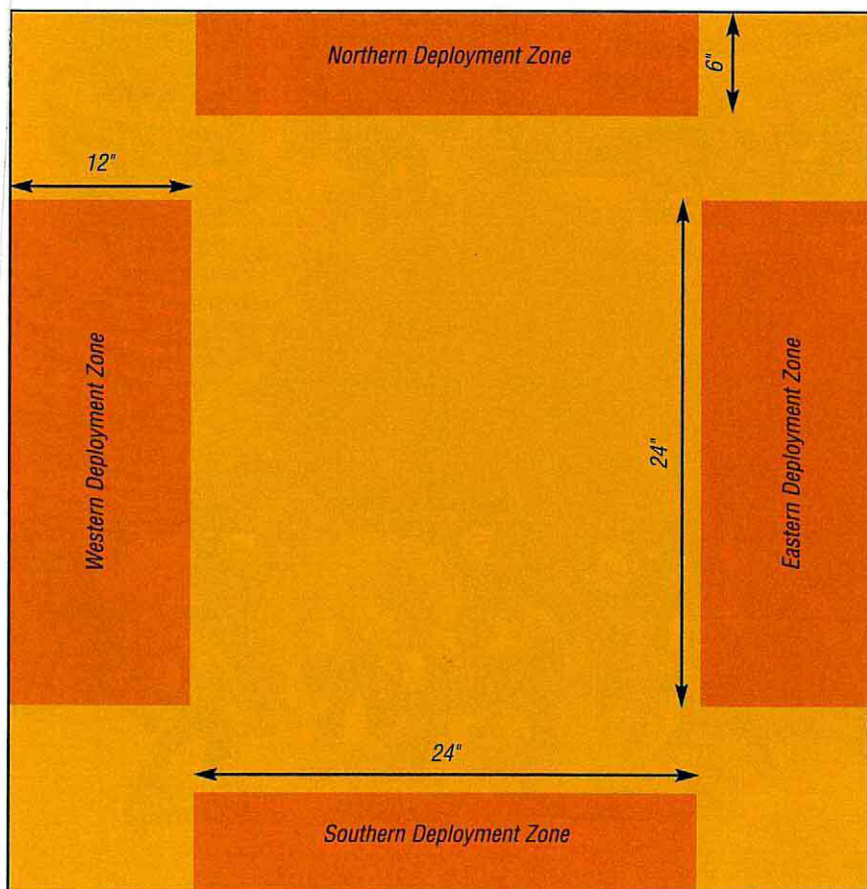 Northern Deployment Zone
6"
12"
Western Deployment Zone
24"
Eastern Deployment Zone
24"
Southern Deployment Zone